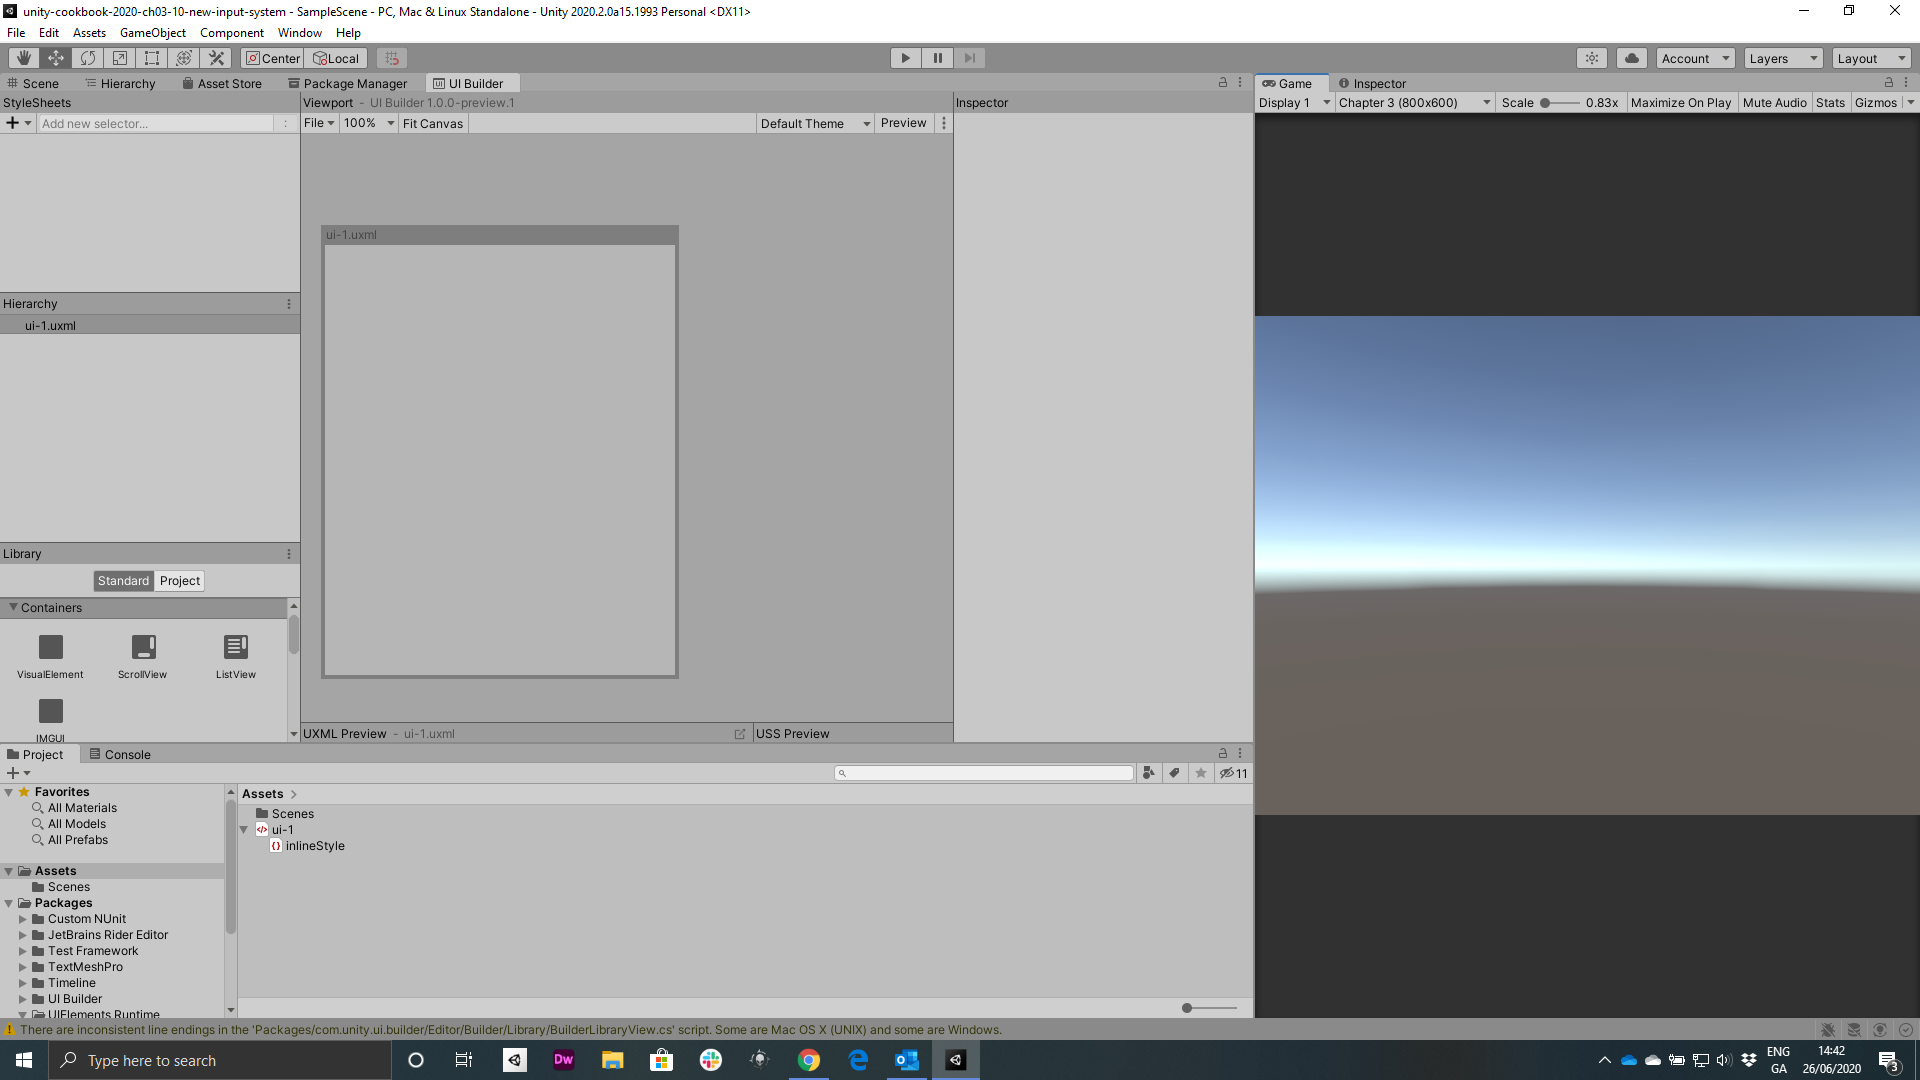 unity-cookbook-2020-ch03-10-new-input-system - SampleScene - PC, Mac & Linux Standalone - Unity 2020.2.0a15.1993 Personal <DX11>
File Edit Assets GameObject Component Window Help
Center Local Account Layers Layout
Scene Hierarchy Asset Store Package Manager UI Builder Game Inspector
StyleSheets Viewport - UI Builder 1.0.0-preview.1 Inspector
Display 1 Chapter 3 (800x600) Scale 0.83x Maximize On Play Mute Audio Stats Gizmos
Add new selector... File 100% Fit Canvas Default Theme Preview
ui-1.uxml
Hierarchy
ui-1.uxml
Library
Standard Project
Containers
VisualElement ScrollView ListView
IMGUI
UXML Preview - ui-1.uxml USS Preview
Project Console
11
Favorites
All Materials
All Models
All Prefabs
Assets
Scenes
Packages
Custom NUnit
JetBrains Rider Editor
Test Framework
TextMeshPro
Timeline
UI Builder
UIElements Runtime
Assets
Scenes
ui-1
inlineStyle
There are inconsistent line endings in the 'Packages/com.unity.ui.builder/Editor/Builder/Library/BuilderLibraryView.cs' script. Some are Mac OS X (UNIX) and some are Windows.
Type here to search
Dw
ENG
GA
14:42
26/06/2020
3